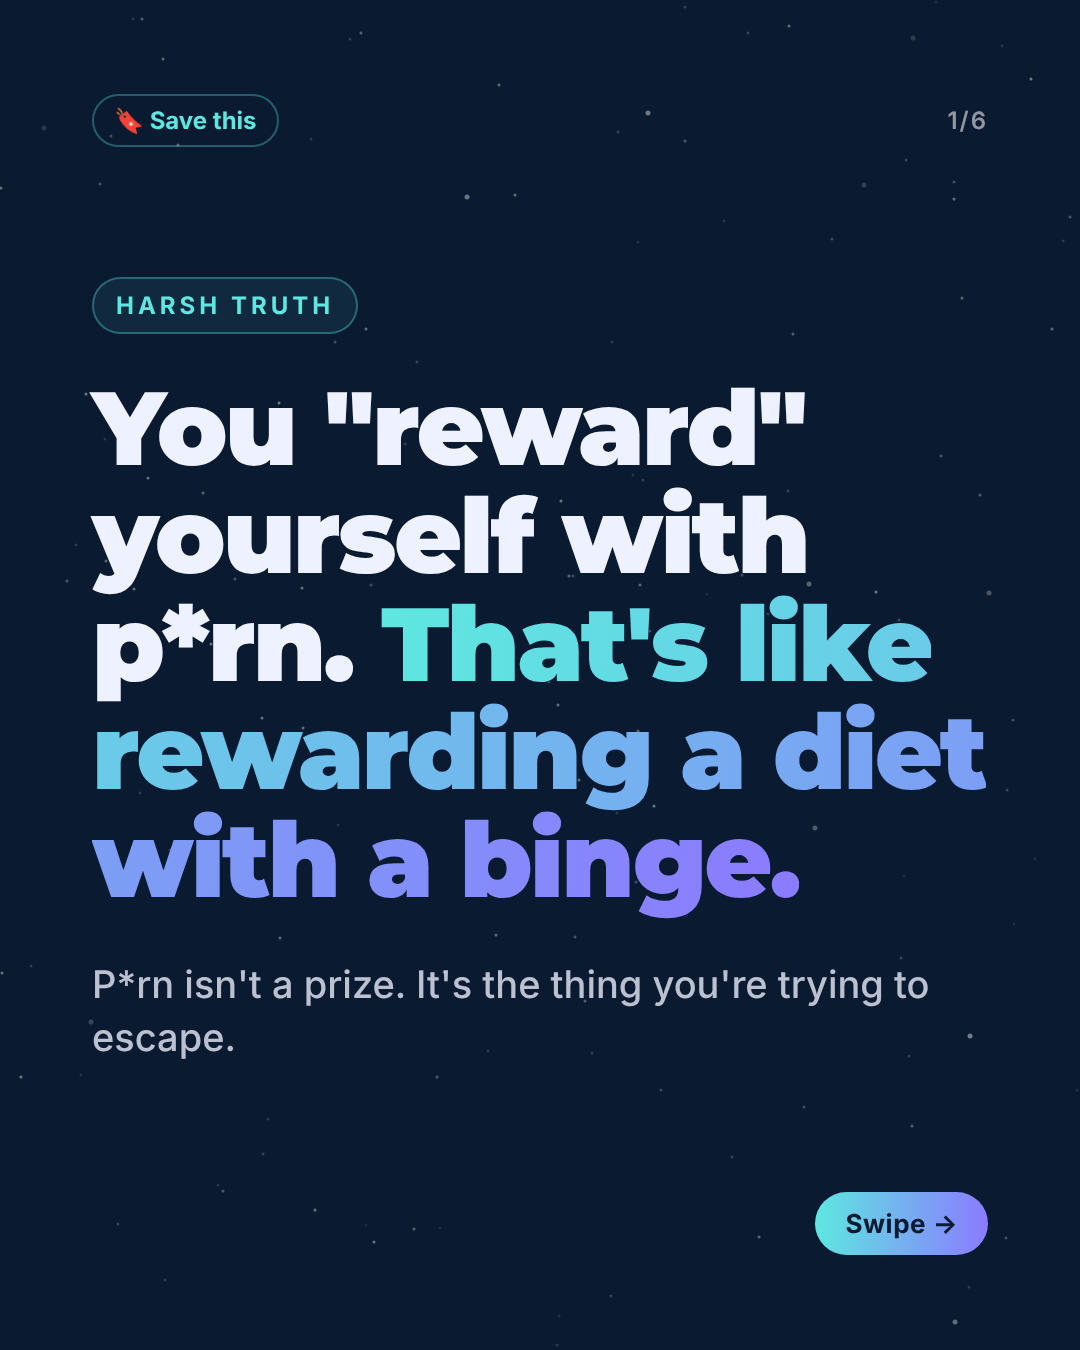 🔖 Save this
1/6
HARSH TRUTH
You "reward"
yourself with
p*rn. That's like
rewarding a diet
with a binge.
P*rn isn't a prize. It's the thing you're trying to
escape.
Swipe →